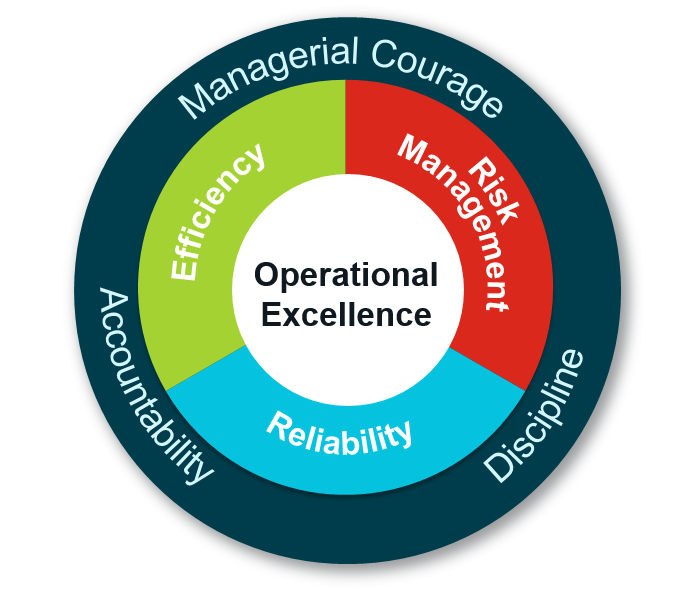 Managerial Courage
Efficiency
Risk
Management
Operational
Excellence
Accountability
Reliability
Discipline